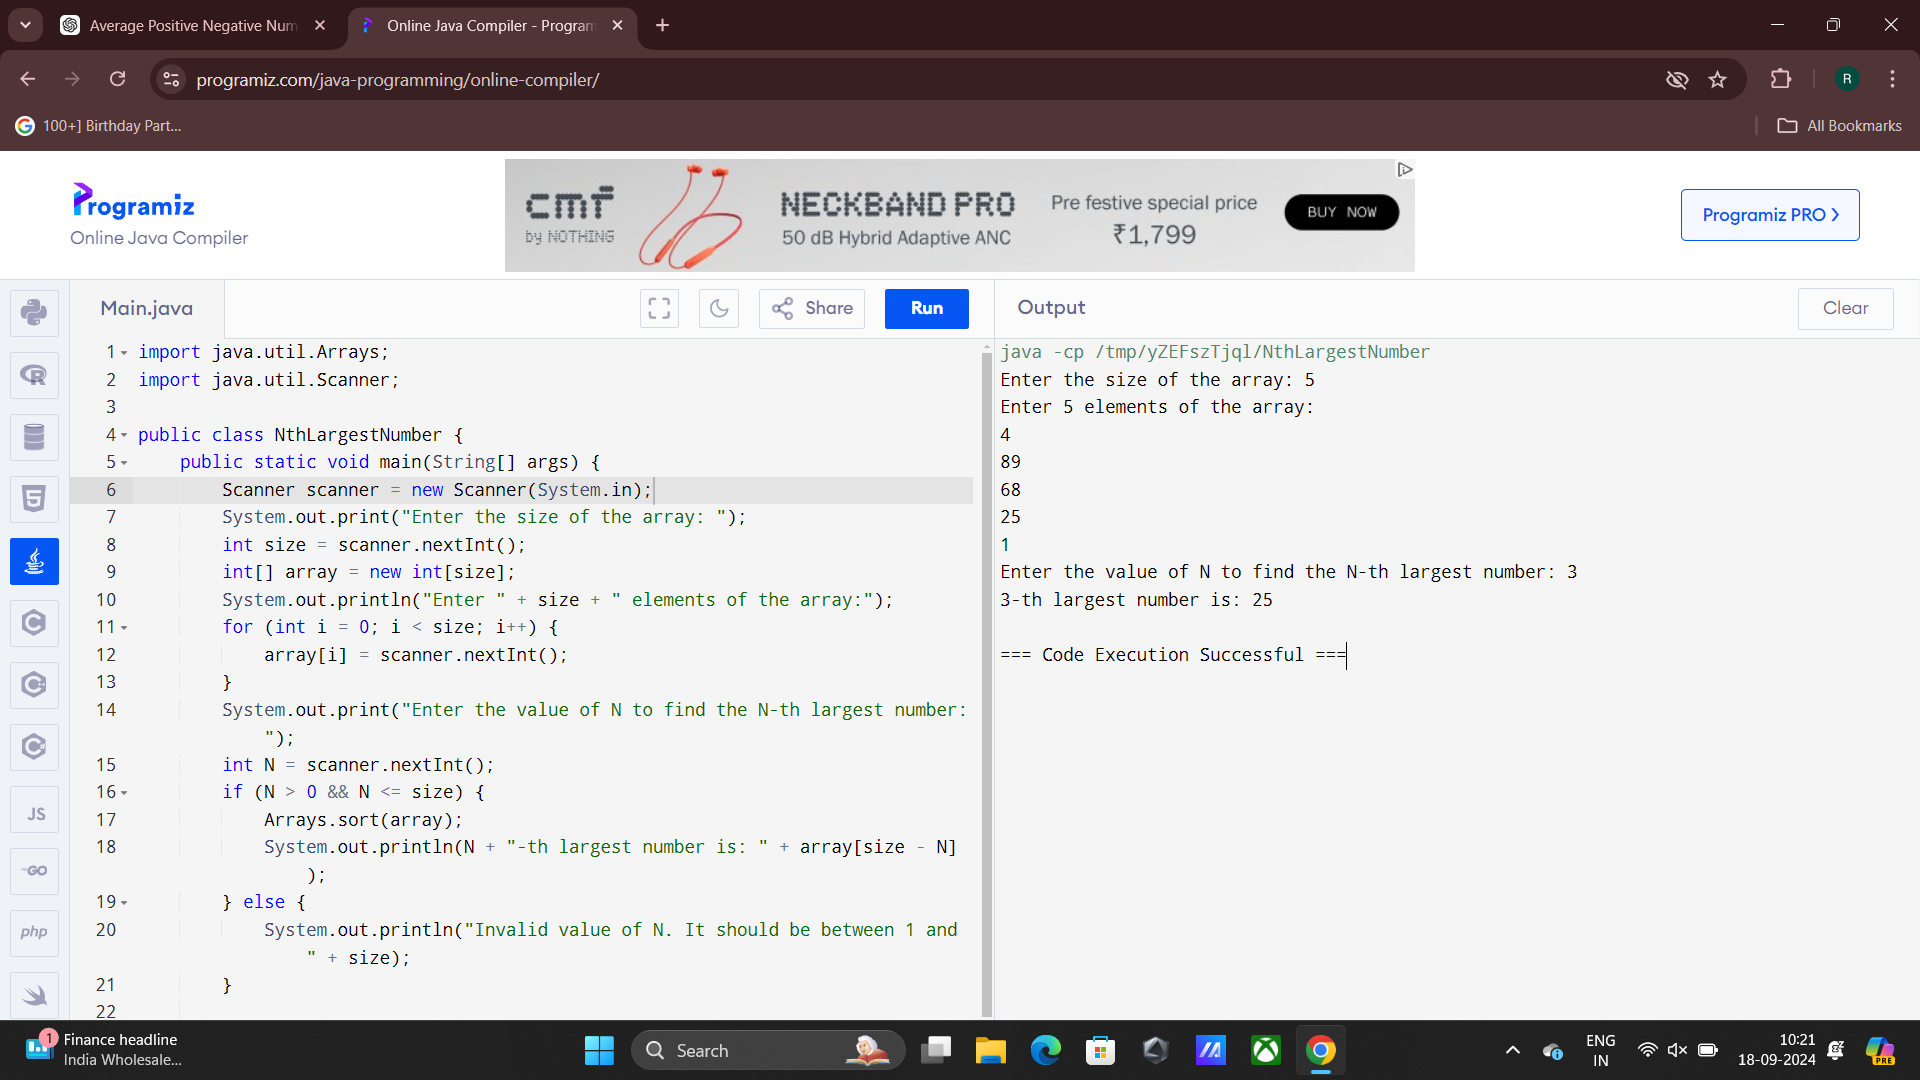 Average Positive Negative Num
Online Java Compiler - Program
programiz.com/java-programming/online-compiler/
R
100+] Birthday Part...
All Bookmarks
Programiz
Online Java Compiler
cmf
by NOTHING
NECKBAND PRO
50 dB Hybrid Adaptive ANC
Pre festive special price
₹1,799
BUY NOW
Programiz PRO >
Main.java
Share
Run
Output
Clear
1 import java.util.Arrays;
2 import java.util.Scanner;
3
4 public class NthLargestNumber {
5 public static void main(String[] args) {
6 Scanner scanner = new Scanner(System.in);
7 System.out.print("Enter the size of the array: ");
8 int size = scanner.nextInt();
9 int[] array = new int[size];
10 System.out.println("Enter " + size + " elements of the array:");
11 for (int i = 0; i < size; i++) {
12 array[i] = scanner.nextInt();
13 }
14 System.out.print("Enter the value of N to find the N-th largest number:
");
15 int N = scanner.nextInt();
16 if (N > 0 && N <= size) {
17 Arrays.sort(array);
18 System.out.println(N + "-th largest number is: " + array[size - N]
);
19 } else {
20 System.out.println("Invalid value of N. It should be between 1 and
" + size);
21 }
22
java -cp /tmp/yZEFszTjql/NthLargestNumber
Enter the size of the array: 5
Enter 5 elements of the array:
4
89
68
25
1
Enter the value of N to find the N-th largest number: 3
3-th largest number is: 25
=== Code Execution Successful ===
JS
GO
php
1
Finance headline
India Wholesale...
Search
ENG
IN
10:21
18-09-2024
PRE